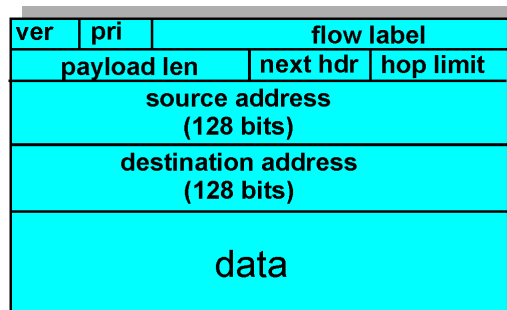 ver pri flow label
payload len next hdr hop limit
source address
(128 bits)
destination address
(128 bits)
data